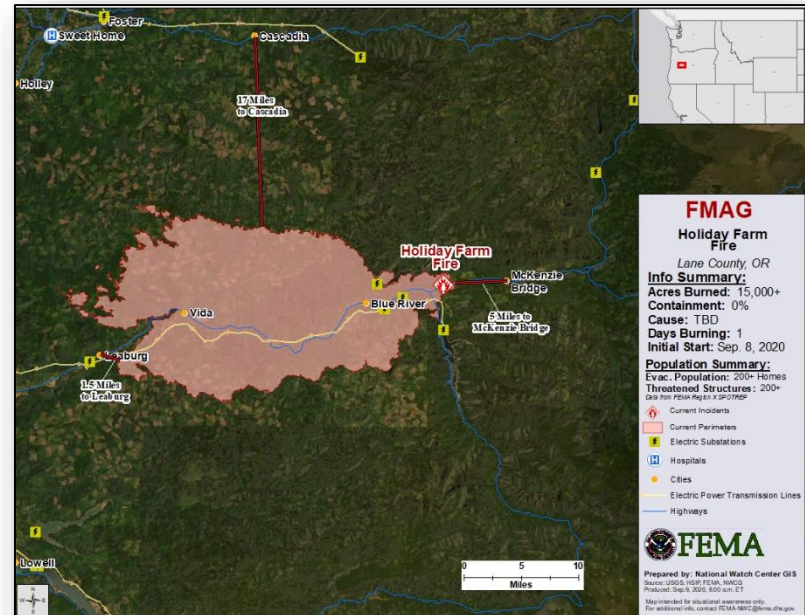 Foster
Sweet Home
Cascadia
Holley
17 Miles
to Cascadia
Holiday Farm
Fire
McKenzie
Bridge
Blue River
5 Miles to
McKenzie Bridge
Vida
Leaburg
1.5 Miles
to Leaburg
Lowell
N
W
E
S
0 5 10
Miles
FMAG
Holiday Farm
Fire
Lane County, OR
Info Summary:
Acres Burned: 15,000+
Containment: 0%
Cause: TBD
Days Burning: 1
Initial Start: Sep. 8, 2020
Population Summary:
Evac. Population: 200+ Homes
Threatened Structures: 200+
Data from FEMA Region X SPOTREP
Current Incidents
Current Perimeters
Electric Substations
H
Hospitals
Cities
Electric Power Transmission Lines
Highways
FEMA
Prepared by: National Watch Center GIS
Source: USGS, HSIP, FEMA, NWCG
Produced: Sep 9, 2020, 6:00 a.m. ET
Map intended for situational awareness only.
For additional info, contact FEMA-NWC@fema.dhs.gov